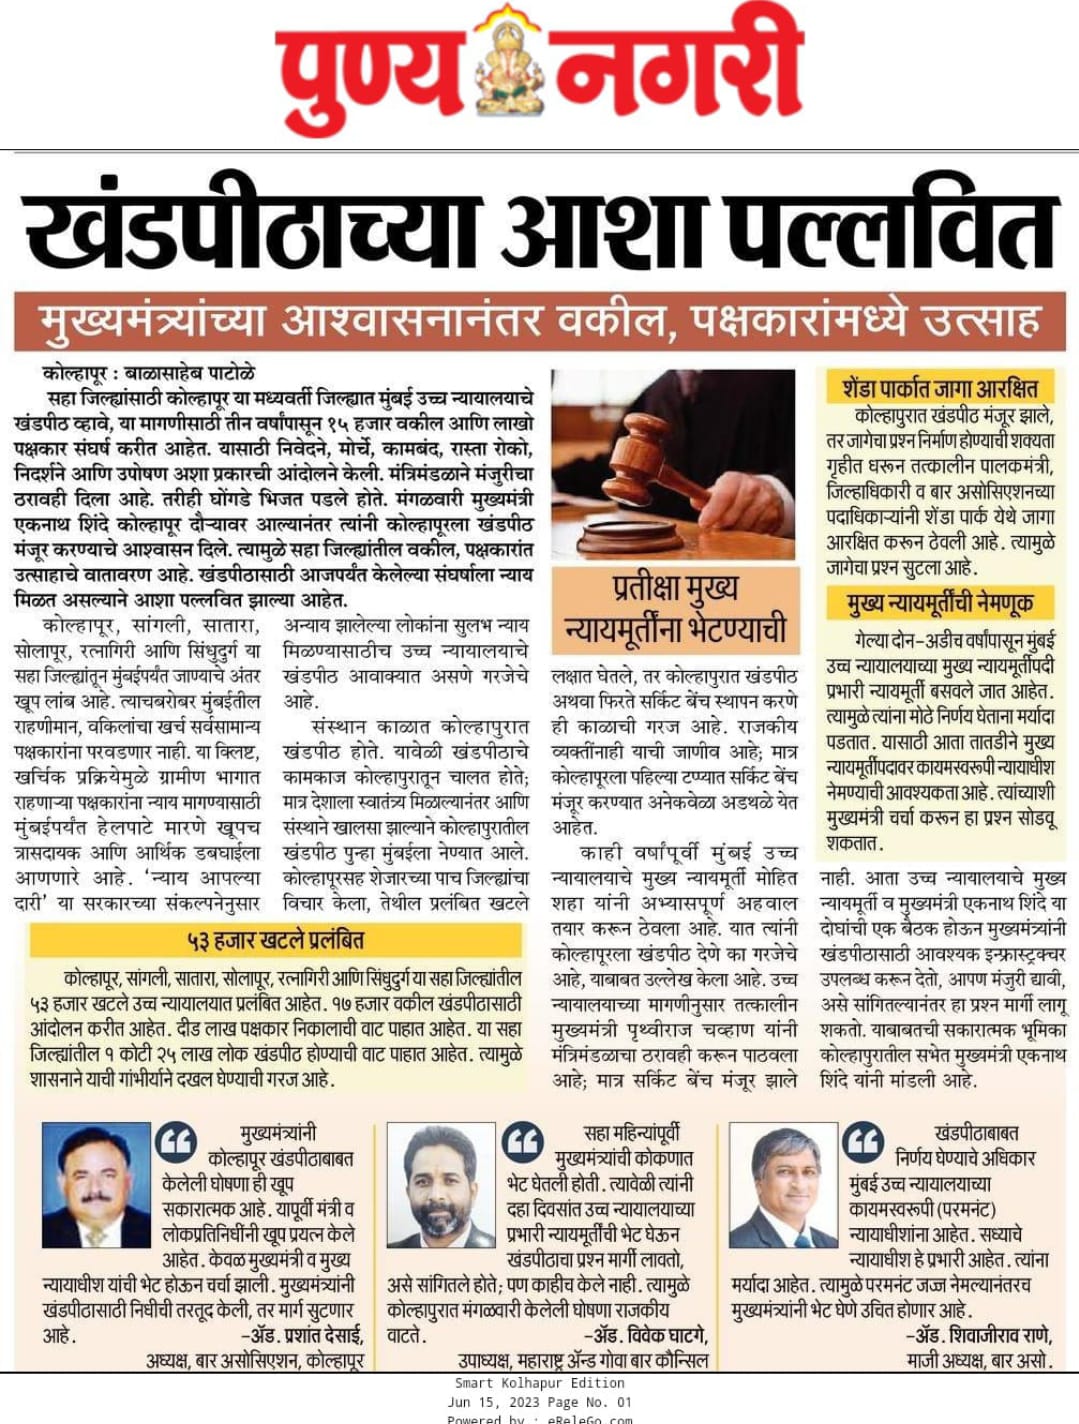 पुण्य नगरी
खंडपीठाच्या आशा पल्लवित
मुख्यमंत्र्यांच्या आश्वासनानंतर वकील, पक्षकारांमध्ये उत्साह
कोल्हापूर : बाळासाहेब पाटोळे
सहा जिल्ह्यांसाठी कोल्हापूर या मध्यवर्ती जिल्ह्यात मुंबई उच्च न्यायालयाचे
खंडपीठ व्हावे, या मागणीसाठी तीन वर्षांपासून १५ हजार वकील आणि लाखो
पक्षकार संघर्ष करीत आहेत. यासाठी निवेदने, मोर्चे, कामबंद, रास्ता रोको,
निदर्शने आणि उपोषण अशा प्रकारची आंदोलने केली. मंत्रिमंडळाने मंजुरीचा
ठरावही दिला आहे. तरीही घोंगडे भिजत पडले होते. मंगळवारी मुख्यमंत्री
एकनाथ शिंदे कोल्हापूर दौऱ्यावर आल्यानंतर त्यांनी कोल्हापूरला खंडपीठ
मंजूर करण्याचे आश्वासन दिले. त्यामुळे सहा जिल्ह्यांतील वकील, पक्षकारांत
उत्साहाचे वातावरण आहे. खंडपीठासाठी आजपर्यंत केलेल्या संघर्षाला न्याय
मिळत असल्याने आशा पल्लवित झाल्या आहेत.
कोल्हापूर, सांगली, सातारा,
सोलापूर, रत्नागिरी आणि सिंधुदुर्ग या
सहा जिल्ह्यांतून मुंबईपर्यंत जाण्याचे अंतर
खूप लांब आहे. त्याचबरोबर मुंबईतील
राहणीमान, वकिलांचा खर्च सर्वसामान्य
पक्षकारांना परवडणार नाही. या क्लिष्ट,
खर्चिक प्रक्रियेमुळे ग्रामीण भागात
राहणाऱ्या पक्षकारांना न्याय मागण्यासाठी
मुंबईपर्यंत हेलपाटे मारणे खूपच
त्रासदायक आणि आर्थिक डबघाईला
आणणारे आहे. ‘न्याय आपल्या
दारी’ या सरकारच्या संकल्पनेनुसार
अन्याय झालेल्या लोकांना सुलभ न्याय
मिळण्यासाठीच उच्च न्यायालयाचे
खंडपीठ आवाक्यात असणे गरजेचे
आहे.
संस्थान काळात कोल्हापुरात
खंडपीठ होते. यावेळी खंडपीठाचे
कामकाज कोल्हापुरातून चालत होते;
मात्र देशाला स्वातंत्र्य मिळाल्यानंतर आणि
संस्थाने खालसा झाल्याने कोल्हापुरातील
खंडपीठ पुन्हा मुंबईला नेण्यात आले.
कोल्हापूरसह शेजारच्या पाच जिल्ह्यांचा
विचार केला, तेथील प्रलंबित खटले
प्रतीक्षा मुख्य
न्यायमूर्तींना भेटण्याची
लक्षात घेतले, तर कोल्हापुरात खंडपीठ
अथवा फिरते सर्किट बेंच स्थापन करणे
ही काळाची गरज आहे. राजकीय
व्यक्तींनाही याची जाणीव आहे; मात्र
कोल्हापूरला पहिल्या टप्प्यात सर्किट बेंच
मंजूर करण्यात अनेकवेळा अडथळे येत
आहेत.
काही वर्षांपूर्वी मुंबई उच्च
न्यायालयाचे मुख्य न्यायमूर्ती मोहित
शहा यांनी अभ्यासपूर्ण अहवाल
तयार करून ठेवला आहे. यात त्यांनी
कोल्हापूरला खंडपीठ देणे का गरजेचे
आहे, याबाबत उल्लेख केला आहे. उच्च
न्यायालयाच्या मागणीनुसार तत्कालीन
मुख्यमंत्री पृथ्वीराज चव्हाण यांनी
मंत्रिमंडळाचा ठरावही करून पाठवला
आहे; मात्र सर्किट बेंच मंजूर झाले
नाही. आता उच्च न्यायालयाचे मुख्य
न्यायमूर्ती व मुख्यमंत्री एकनाथ शिंदे या
दोघांची एक बैठक होऊन मुख्यमंत्र्यांनी
खंडपीठासाठी आवश्यक इन्फ्रास्ट्रक्चर
उपलब्ध करून देतो, आपण मंजुरी द्यावी,
असे सांगितल्यानंतर हा प्रश्न मार्गी लागू
शकतो. याबाबतची सकारात्मक भूमिका
कोल्हापुरातील सभेत मुख्यमंत्री एकनाथ
शिंदे यांनी मांडली आहे.
शेंडा पार्कात जागा आरक्षित
कोल्हापुरात खंडपीठ मंजूर झाले,
तर जागेचा प्रश्न निर्माण होण्याची शक्यता
गृहीत धरून तत्कालीन पालकमंत्री,
जिल्हाधिकारी व बार असोसिएशनच्या
पदाधिकाऱ्यांनी शेंडा पार्क येथे जागा
आरक्षित करून ठेवली आहे. त्यामुळे
जागेचा प्रश्न सुटला आहे.
मुख्य न्यायमूर्तींची नेमणूक
गेल्या दोन-अडीच वर्षांपासून मुंबई
उच्च न्यायालयाच्या मुख्य न्यायमूर्तीपदी
प्रभारी न्यायमूर्ती बसवले जात आहेत.
त्यामुळे त्यांना मोठे निर्णय घेताना मर्यादा
पडतात. यासाठी आता तातडीने मुख्य
न्यायमूर्तीपदावर कायमस्वरूपी न्यायाधीश
नेमण्याची आवश्यकता आहे. त्यांच्याशी
मुख्यमंत्री चर्चा करून हा प्रश्न सोडवू
शकतात.
५३ हजार खटले प्रलंबित
कोल्हापूर, सांगली, सातारा, सोलापूर, रत्नागिरी आणि सिंधुदुर्ग या सहा जिल्ह्यांतील
५३ हजार खटले उच्च न्यायालयात प्रलंबित आहेत. १७ हजार वकील खंडपीठासाठी
आंदोलन करीत आहेत. दीड लाख पक्षकार निकालाची वाट पाहात आहेत. या सहा
जिल्ह्यांतील १ कोटी २५ लाख लोक खंडपीठ होण्याची वाट पाहात आहेत. त्यामुळे
शासनाने याची गांभीर्याने दखल घेण्याची गरज आहे.
मुख्यमंत्र्यांनी
कोल्हापूर खंडपीठाबाबत
केलेली घोषणा ही खूप
सकारात्मक आहे. यापूर्वी मंत्री व
लोकप्रतिनिधींनी खूप प्रयत्न केले
आहेत. केवळ मुख्यमंत्री व मुख्य
न्यायाधीश यांची भेट होऊन चर्चा झाली. मुख्यमंत्र्यांनी
खंडपीठासाठी निधीची तरतूद केली, तर मार्ग सुटणार
आहे. -ॲड. प्रशांत देसाई,
अध्यक्ष, बार असोसिएशन, कोल्हापूर
सहा महिन्यांपूर्वी
मुख्यमंत्र्यांची कोकणात
भेट घेतली होती. त्यावेळी त्यांनी
दहा दिवसांत उच्च न्यायालयाच्या
प्रभारी न्यायमूर्तींची भेट घेऊन
खंडपीठाचा प्रश्न मार्गी लावतो,
असे सांगितले होते; पण काहीच केले नाही. त्यामुळे
कोल्हापुरात मंगळवारी केलेली घोषणा राजकीय
वाटते. -ॲड. विवेक घाटगे,
उपाध्यक्ष, महाराष्ट्र ॲन्ड गोवा बार कौन्सिल
खंडपीठाबाबत
निर्णय घेण्याचे अधिकार
मुंबई उच्च न्यायालयाच्या
कायमस्वरूपी (परमनंट)
न्यायाधीशांना आहेत. सध्याचे
न्यायाधीश हे प्रभारी आहेत. त्यांना
मर्यादा आहेत. त्यामुळे परमनंट जज्ज नेमल्यानंतरच
मुख्यमंत्र्यांनी भेट घेणे उचित होणार आहे.
-ॲड. शिवाजीराव राणे,
माजी अध्यक्ष, बार असो.
Smart Kolhapur Edition
Jun 15, 2023 Page No. 01
Powered by : eReleGo.com